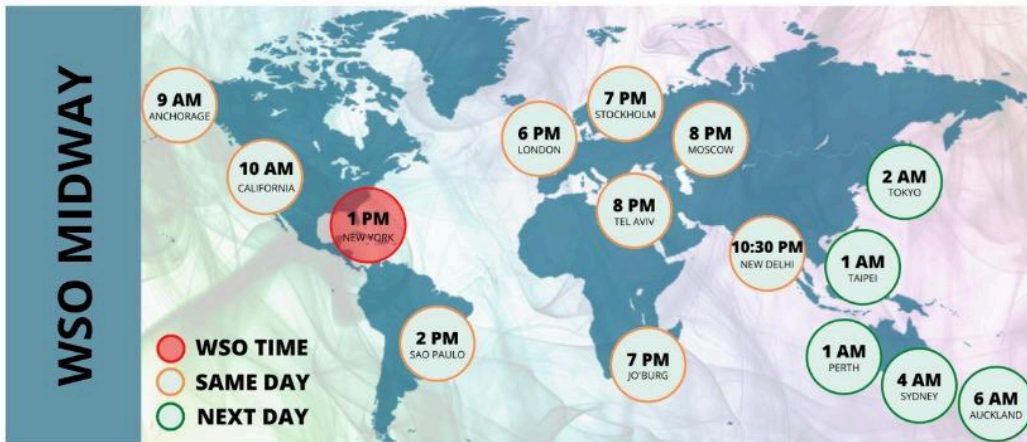 WSO MIDWAY
9 AM
ANCHORAGE
10 AM
CALIFORNIA
1 PM
NEW YORK
2 PM
SAO PAULO
6 PM
LONDON
7 PM
STOCKHOLM
8 PM
MOSCOW
8 PM
TEL AVIV
7 PM
JO'BURG
10:30 PM
NEW DELHI
2 AM
TOKYO
1 AM
TAIPEI
1 AM
PERTH
4 AM
SYDNEY
6 AM
AUCKLAND
WSO TIME
SAME DAY
NEXT DAY